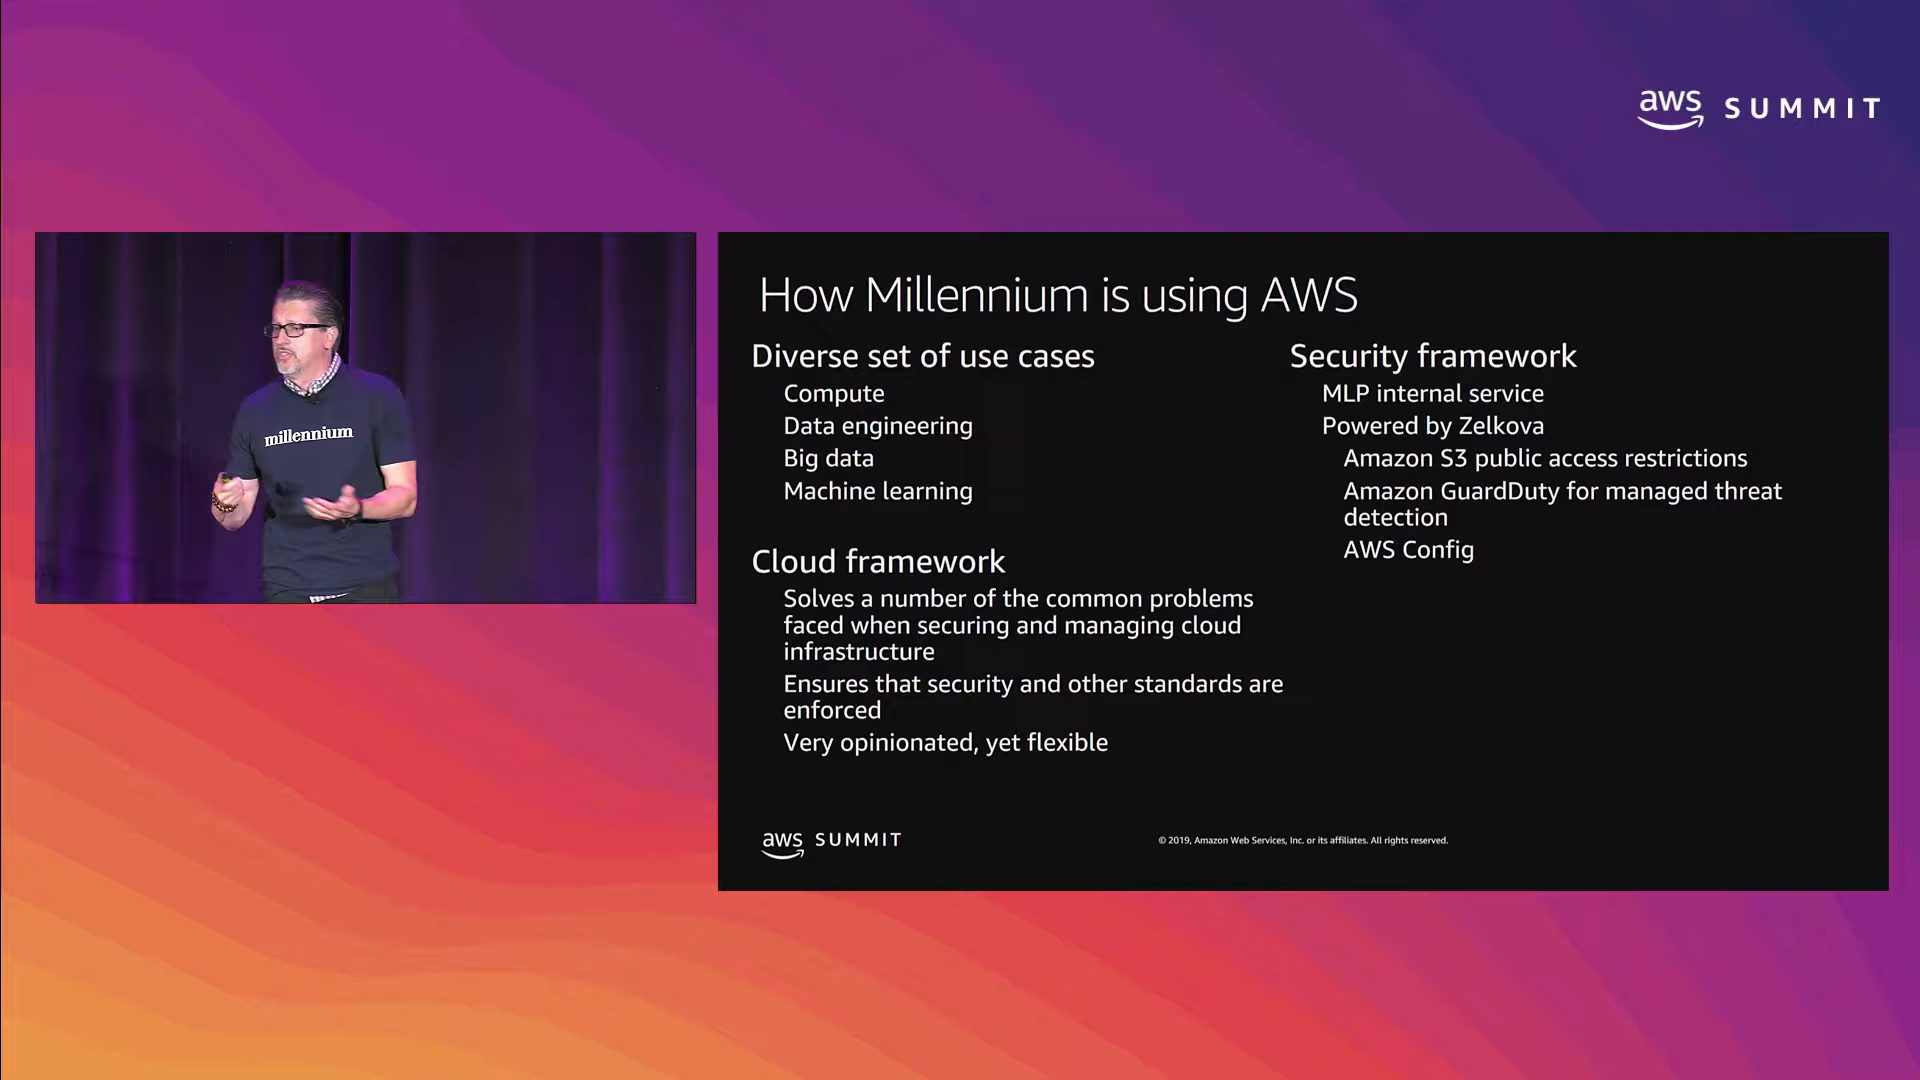 aws SUMMIT
millennium
How Millennium is using AWS
Diverse set of use cases
Compute
Data engineering
Big data
Machine learning
Cloud framework
Solves a number of the common problems
faced when securing and managing cloud
infrastructure
Ensures that security and other standards are
enforced
Very opinionated, yet flexible
Security framework
MLP internal service
Powered by Zelkova
Amazon S3 public access restrictions
Amazon GuardDuty for managed threat
detection
AWS Config
aws SUMMIT
© 2019, Amazon Web Services, Inc. or its affiliates. All rights reserved.